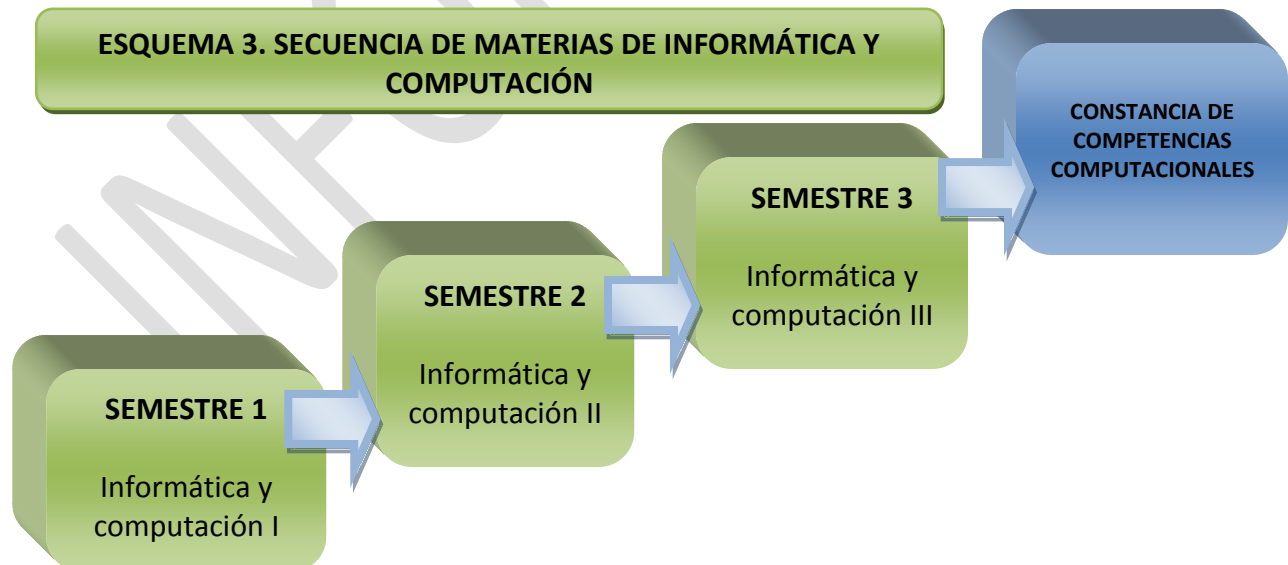 ESQUEMA 3. SECUENCIA DE MATERIAS DE INFORMÁTICA Y
COMPUTACIÓN
CONSTANCIA DE
COMPETENCIAS
COMPUTACIONALES
SEMESTRE 3
Informática y
computación III
SEMESTRE 2
Informática y
computación II
SEMESTRE 1
Informática y
computación I